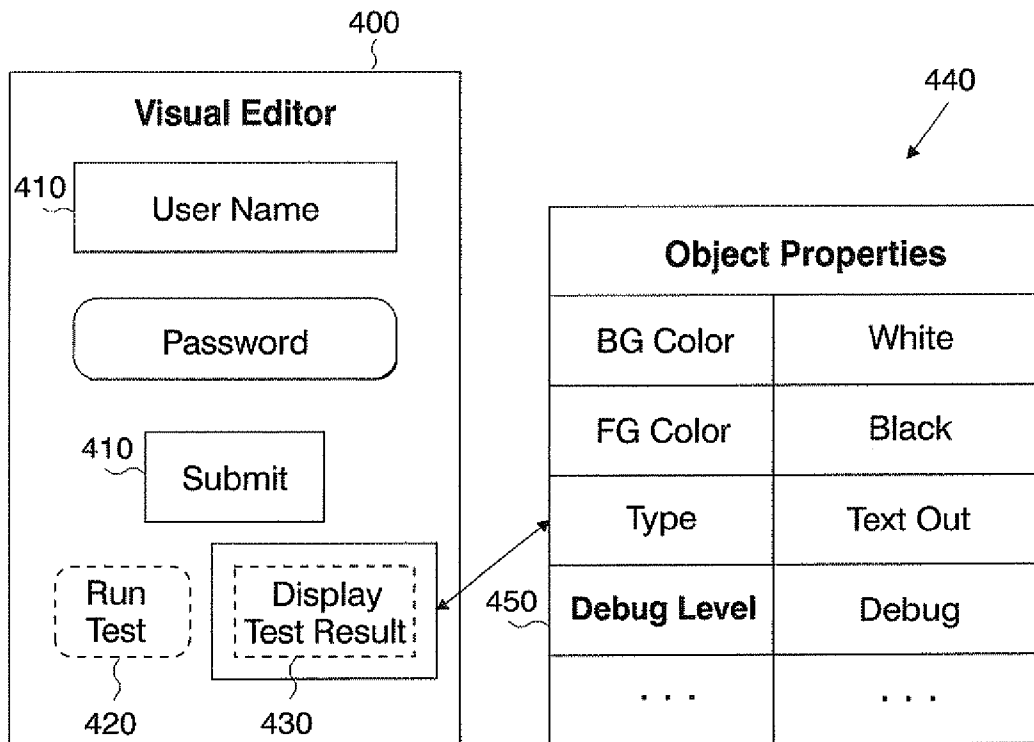 400
Visual Editor
410
User Name
Password
410
Submit
Run
Test
Display
Test Result
420
430
440
Object Properties
BG Color White
FG Color Black
Type Text Out
450
Debug Level Debug
. . . . . .